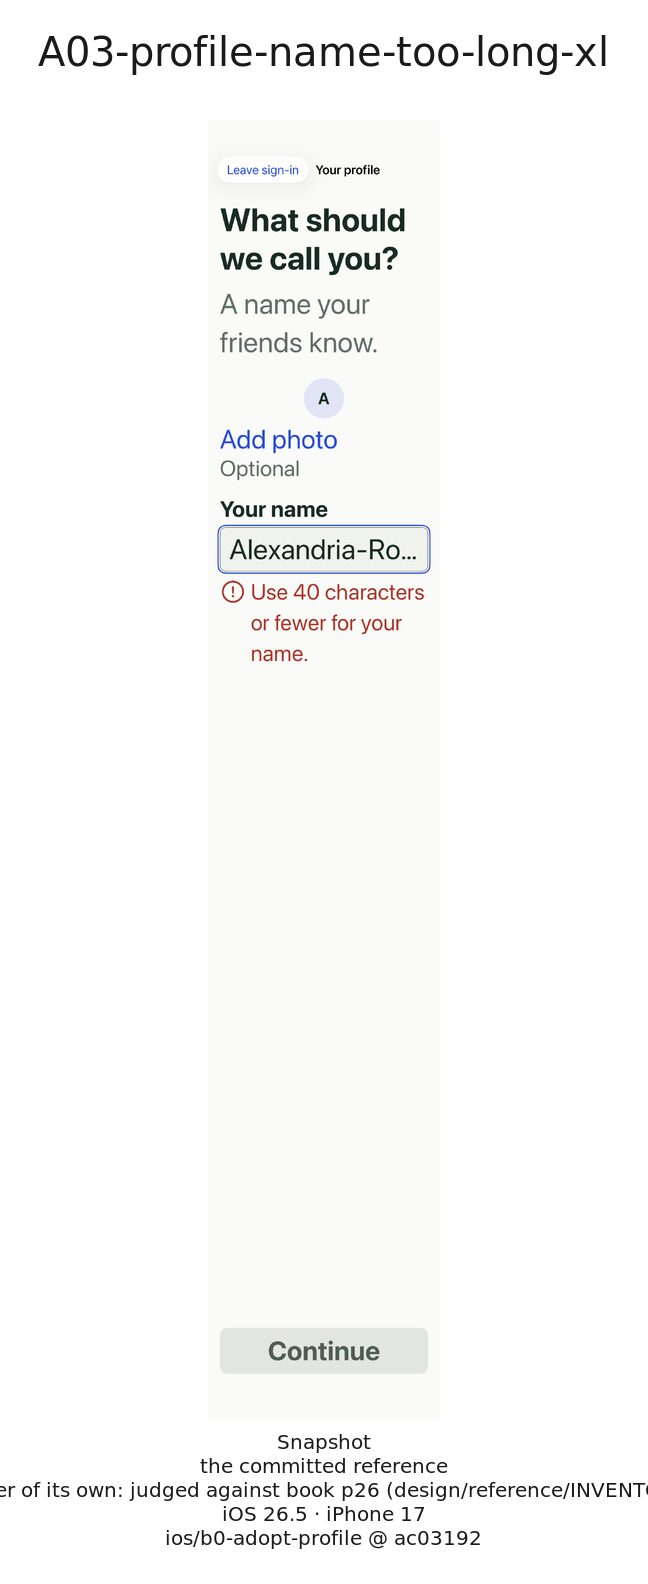 A03-profile-name-too-long-xl
Leave sign-in Your profile
What should
we call you?
A name your
friends know.
A
Add photo
Optional
Your name
Alexandria-Ro...
Use 40 characters
or fewer for your
name.
Continue
Snapshot
the committed reference
of its own: judged against book p26 (design/reference/
iOS 26.5 · iPhone 17
ios/b0-adopt-profile @ ac03192